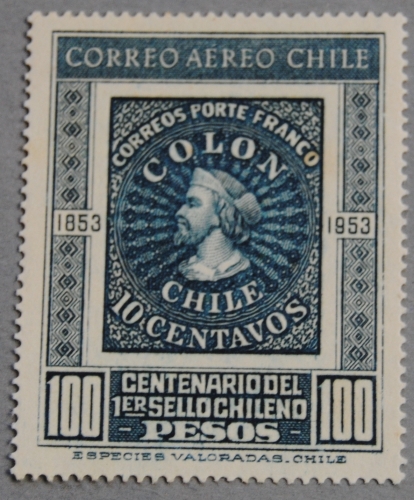 CORREO AEREO CHILE
CORREOS PORTE FRANCO
COLON
1853
1953
CHILE
10 CENTAVOS
100
CENTENARIO DEL
1ER SELLO CHILENO
PESOS
100
ESPECIES VALORADAS. CHILE